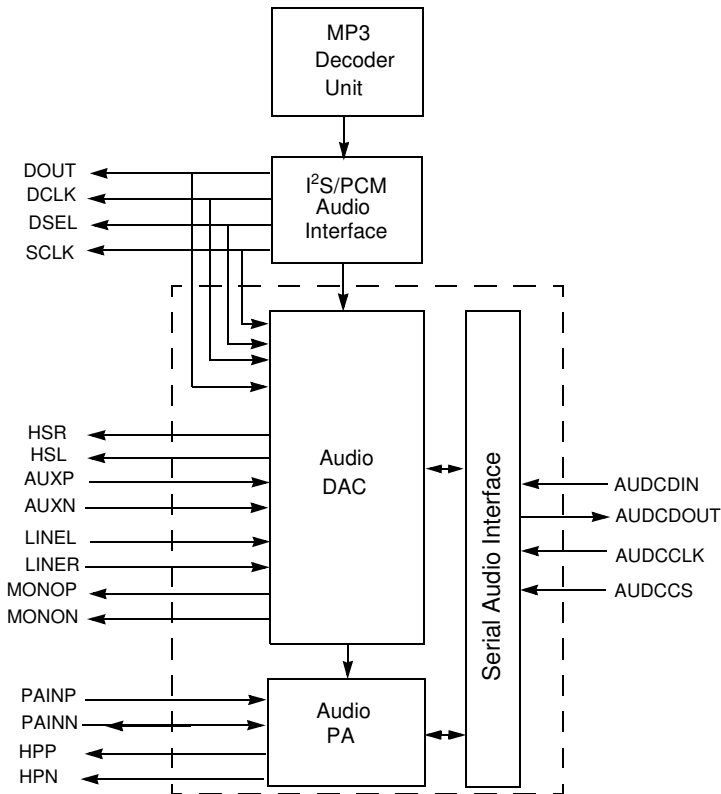 MP3
Decoder
Unit
I²S/PCM
Audio
Interface
DOUT
DCLK
DSEL
SCLK
HSR
HSL
AUXP
AUXN
LINEL
LINER
MONOP
MONON
Audio
DAC
Serial Audio Interface
AUDCDIN
AUDCDOUT
AUDCCLK
AUDCCS
PAINP
PAINN
HPP
HPN
Audio
PA